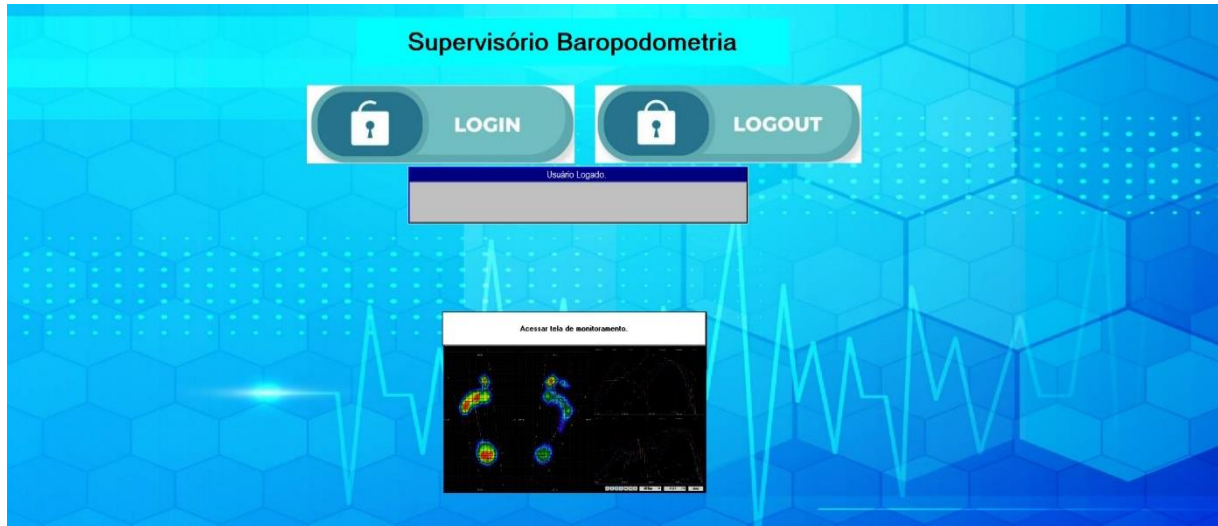 Supervisório Baropodometria
LOGIN
LOGOUT
Usuário Logado.
Acessar tela de monitoramento.